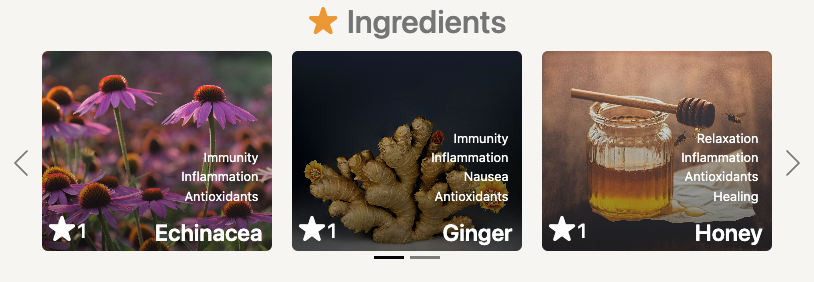 Ingredients
Immunity
Inflammation
Antioxidants
1
Echinacea
Immunity
Inflammation
Nausea
Antioxidants
1
Ginger
Relaxation
Inflammation
Antioxidants
Healing
1
Honey